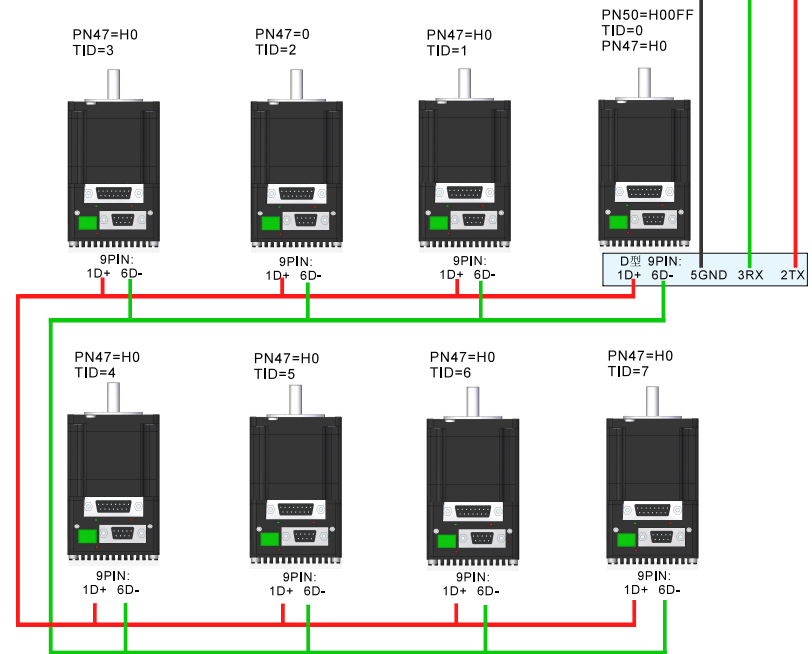 PN47=H0
TID=3
PN47=0
TID=2
PN47=H0
TID=1
PN50=H00FF
TID=0
PN47=H0
9PIN:
1D+ 6D-
9PIN:
1D+ 6D-
9PIN:
1D+ 6D-
D型 9PIN:
1D+ 6D- 5GND 3RX 2TX
PN47=H0
TID=4
PN47=H0
TID=5
PN47=H0
TID=6
PN47=H0
TID=7
9PIN:
1D+ 6D-
9PIN:
1D+ 6D-
9PIN:
1D+ 6D-
9PIN:
1D+ 6D-